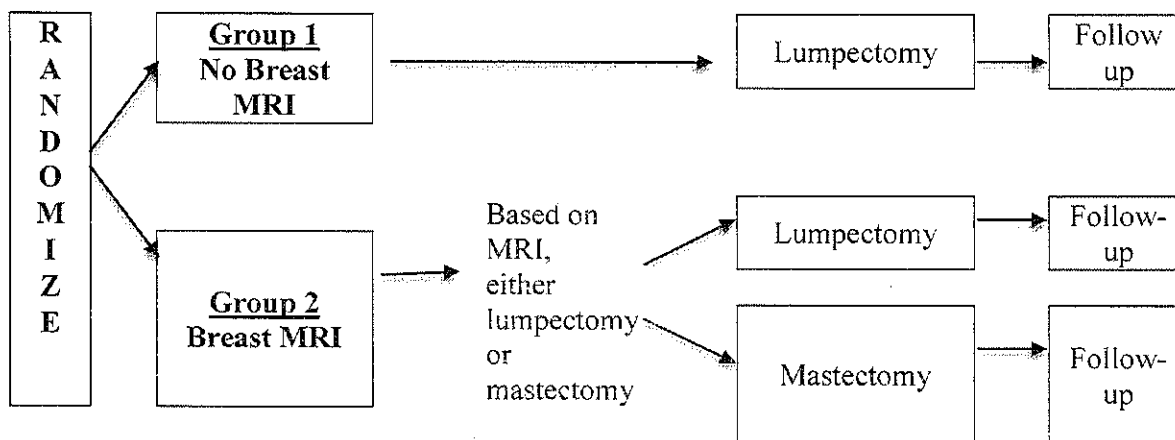 RANDOMIZE
Group 1
No Breast
MRI
Lumpectomy
Follow
up
Group 2
Breast MRI
Based on
MRI,
either
lumpectomy
or
mastectomy
Lumpectomy
Follow-
up
Mastectomy
Follow-
up